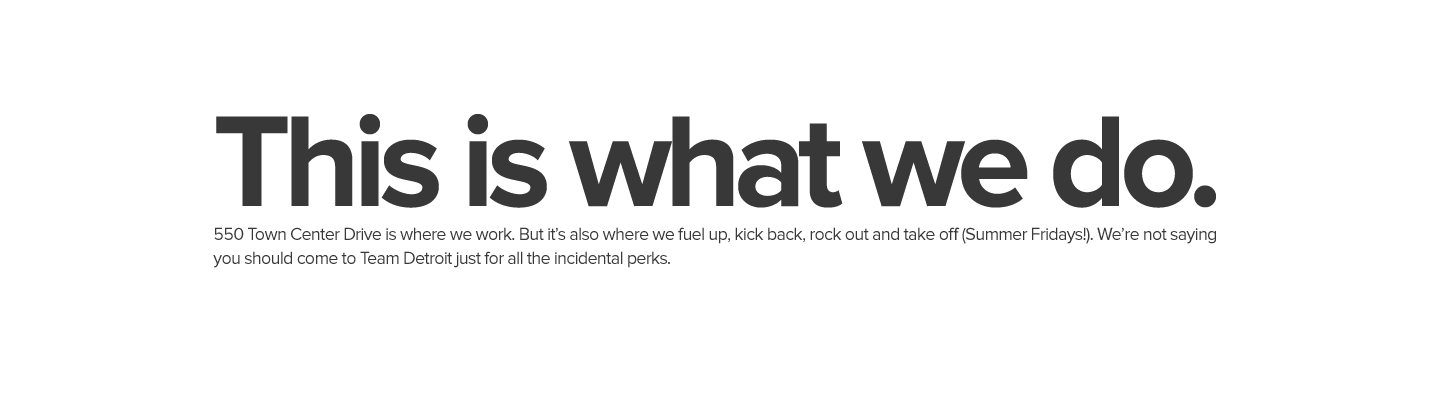 This is what we do.
550 Town Center Drive is where we work. But it’s also where we fuel up, kick back, rock out and take off (Summer Fridays!). We’re not saying
you should come to Team Detroit just for all the incidental perks.